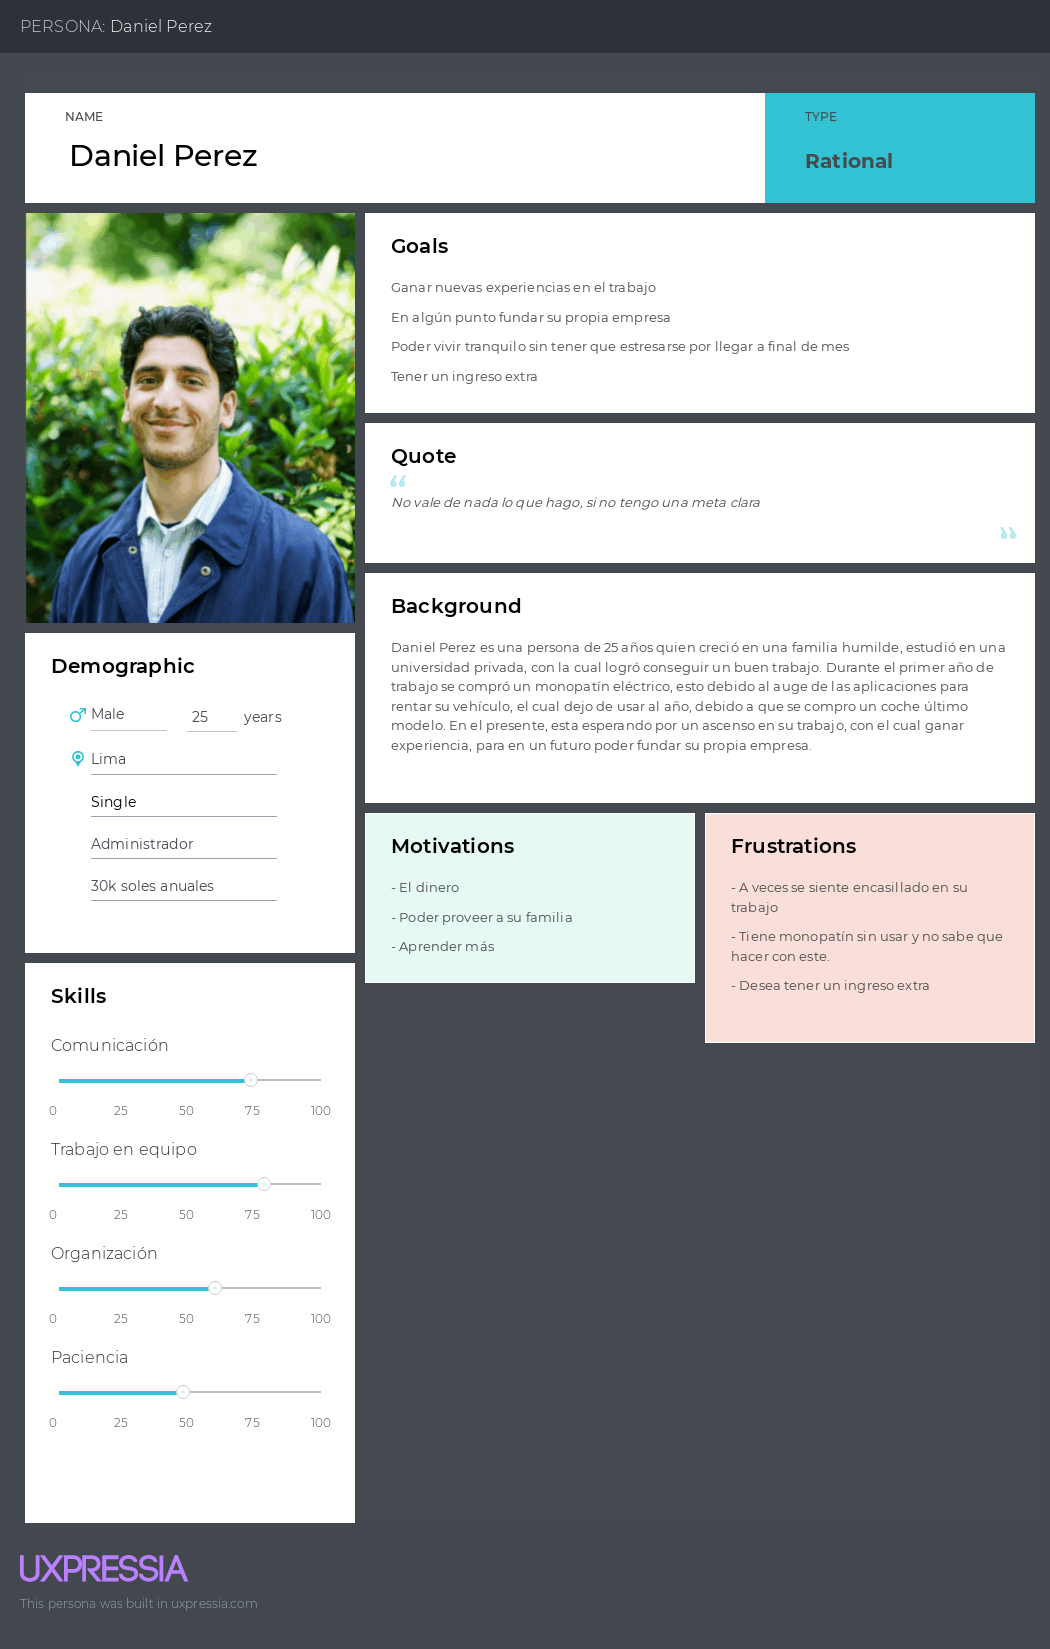 PERSONA: Daniel Perez
NAME
Daniel Perez
TYPE
Rational
Goals
Ganar nuevas experiencias en el trabajo
En algún punto fundar su propia empresa
Poder vivir tranquilo sin tener que estresarse por llegar a final de mes
Tener un ingreso extra
Quote
“
No vale de nada lo que hago, si no tengo una meta clara
”
Background
Daniel Perez es una persona de 25 años quien creció en una familia humilde, estudió en una
universidad privada, con la cual logró conseguir un buen trabajo. Durante el primer año de
trabajo se compró un monopatín eléctrico, esto debido al auge de las aplicaciones para
rentar su vehículo, el cual dejo de usar al año, debido a que se compro un coche último
modelo. En el presente, esta esperando por un ascenso en su trabajo, con el cual ganar
experiencia, para en un futuro poder fundar su propia empresa.
Demographic
Male 25 years
Lima
Single
Administrador
30k soles anuales
Motivations
- El dinero
- Poder proveer a su familia
- Aprender más
Frustrations
- A veces se siente encasillado en su
trabajo
- Tiene monopatín sin usar y no sabe que
hacer con este.
- Desea tener un ingreso extra
Skills
Comunicación
0 25 50 75 100
Trabajo en equipo
0 25 50 75 100
Organización
0 25 50 75 100
Paciencia
0 25 50 75 100
UXPRESSIA
This persona was built in uxpressia.com